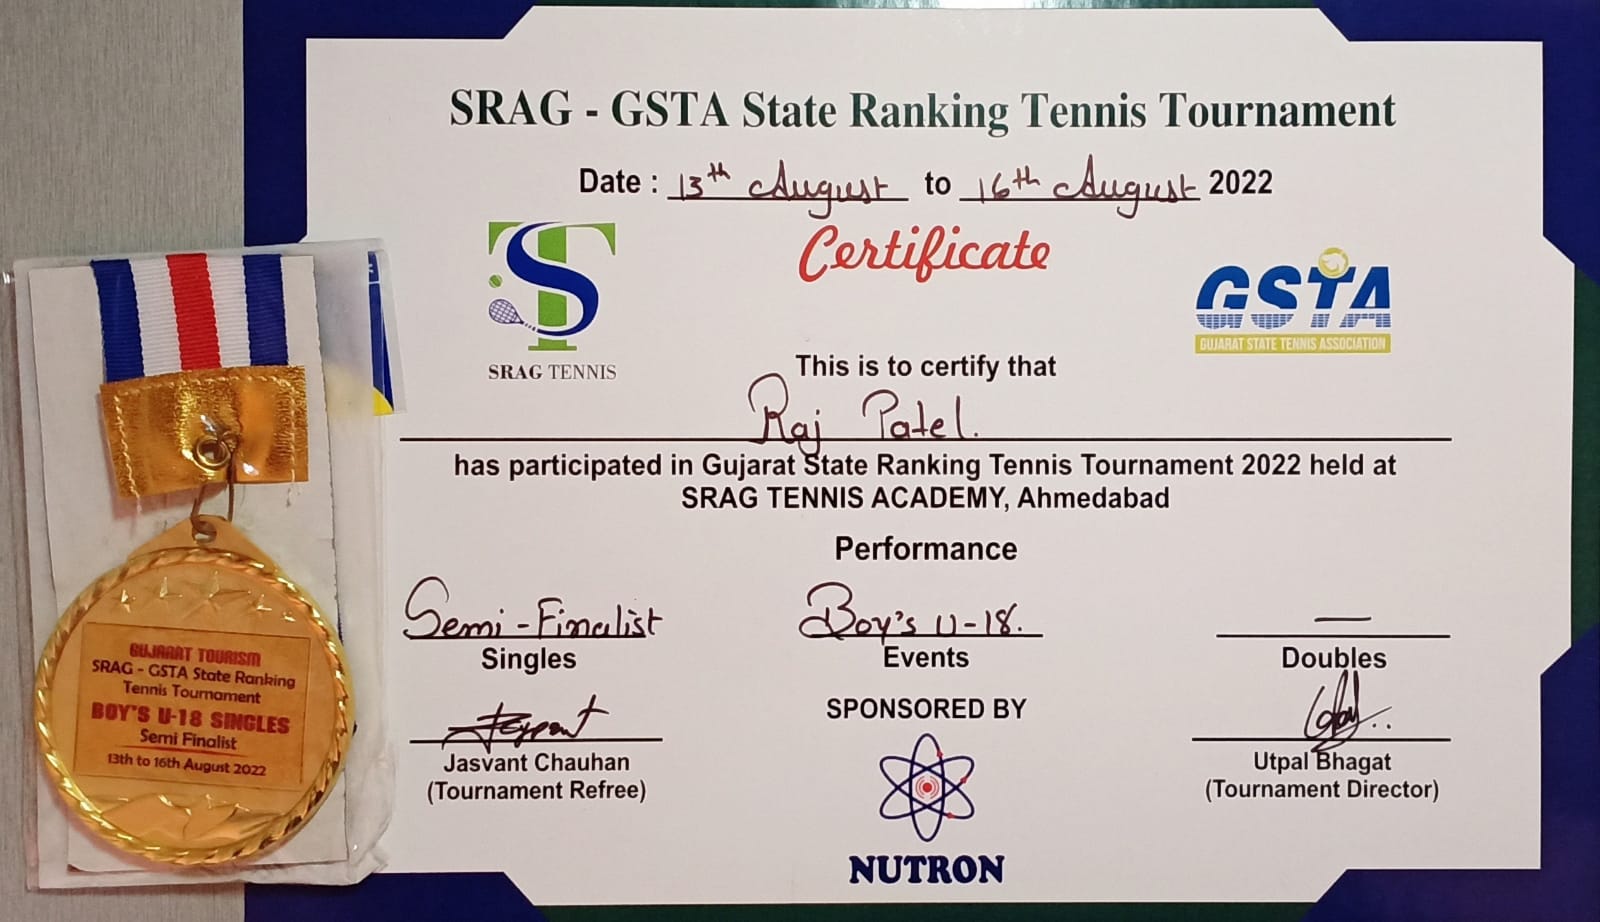 SRAG - GSTA State Ranking Tennis Tournament
Date : 13th August to 16th August 2022
Certificate
SRAG TENNIS
GSTA
GUJARAT STATE TENNIS ASSOCIATION
This is to certify that
Raj Patel.
has participated in Gujarat State Ranking Tennis Tournament 2022 held at
SRAG TENNIS ACADEMY, Ahmedabad
Performance
Semi-Finalist Boy's U-18. —
Singles Events Doubles
SPONSORED BY
Jasvant Chauhan Utpal Bhagat
(Tournament Refree) (Tournament Director)
NUTRON
GUJARAT TOURISM
SRAG - GSTA State Ranking
Tennis Tournament
BOY'S U-18 SINGLES
Semi Finalist
13th to 16th August 2022